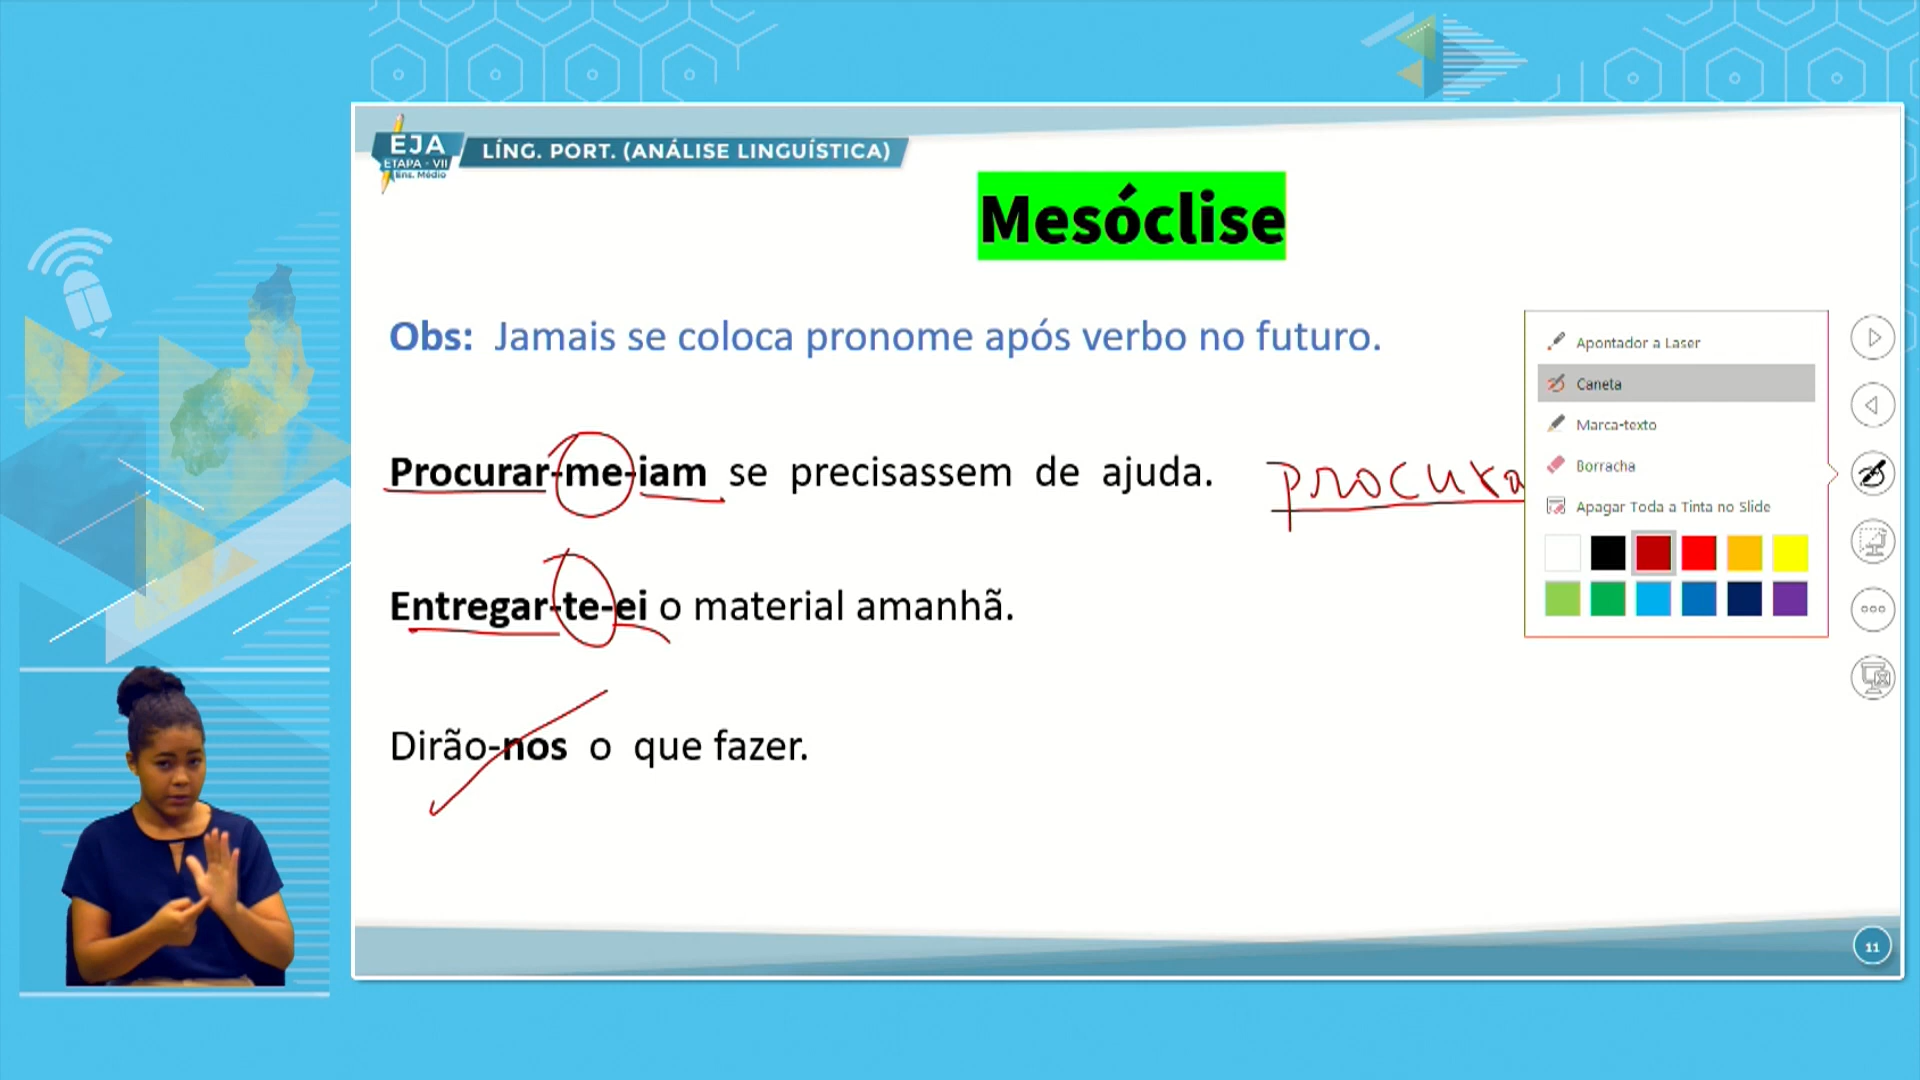 EJA
ETAPA - VII
Ens. Médio
LÍNG. PORT. (ANÁLISE LINGUÍSTICA)
Mesóclise
Obs: Jamais se coloca pronome após verbo no futuro.
Procurar-me-iam se precisassem de ajuda.
procura
Entregar-te-ei o material amanhã.
Dirão-nos o que fazer.
Apontador a Laser
Caneta
Marca-texto
Borracha
Apagar Toda a Tinta no Slide
11